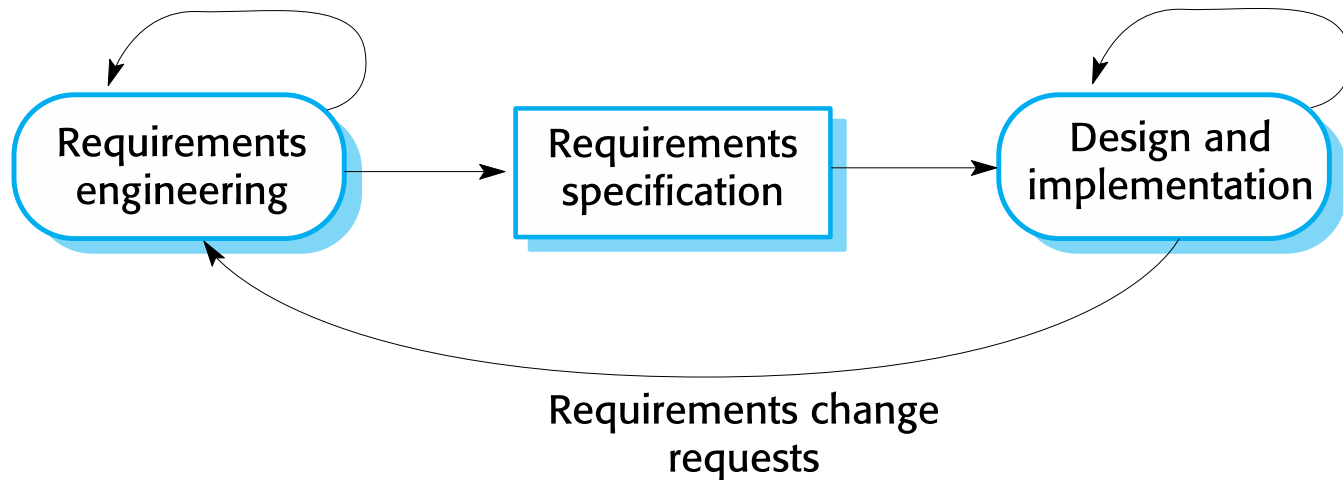 Requirements
engineering
Requirements
specification
Design and
implementation
Requirements change
requests